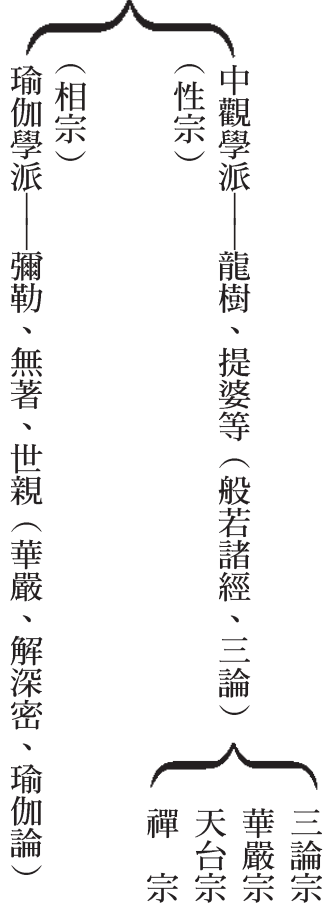 中觀學派——龍樹、提婆等（般若諸經、三論）
（性宗）
三論宗
華嚴宗
天台宗
禪　宗
（相宗）
瑜伽學派——彌勒、無著、世親（華嚴、解深密、瑜伽論）